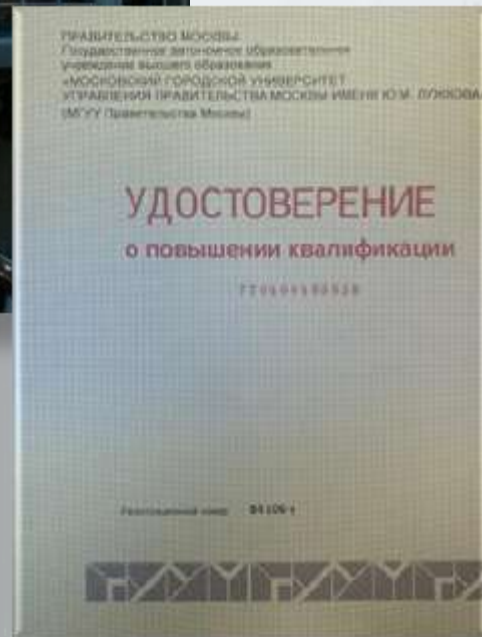 ПРАВИТЕЛЬСТВО МОСКВЫ
Государственное автономное образовательное
учреждение высшего образования
«МОСКОВСКИЙ ГОРОДСКОЙ УНИВЕРСИТЕТ
УПРАВЛЕНИЯ ПРАВИТЕЛЬСТВА МОСКВЫ ИМЕНИ Ю.М. ЛУЖКОВА
(МГУУ Правительства Москвы)
УДОСТОВЕРЕНИЕ
о повышении квалификации
Регистрационный номер